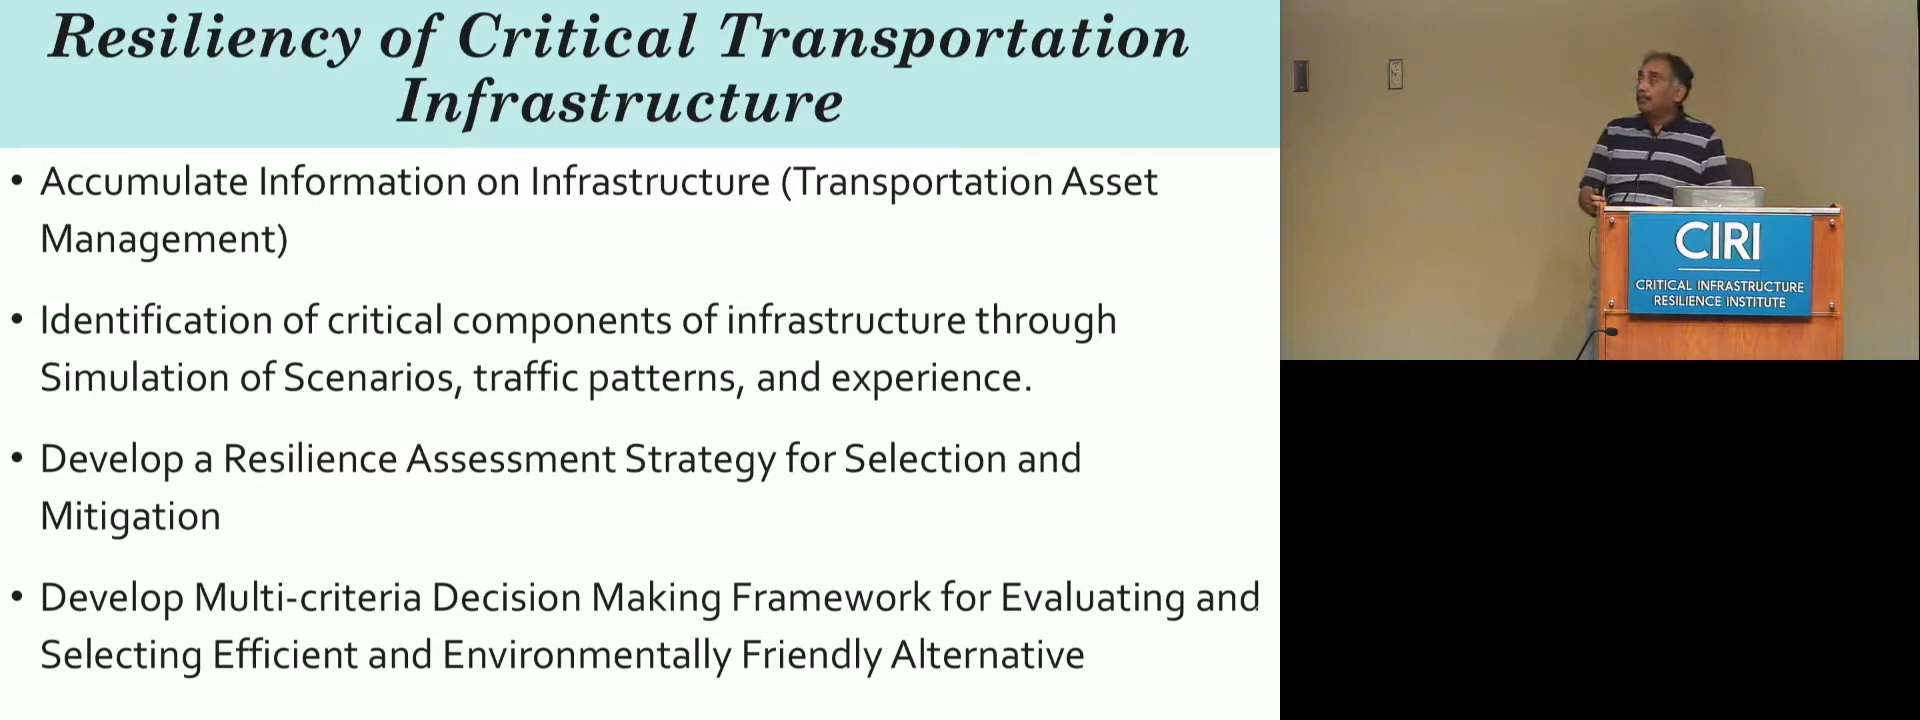 Resiliency of Critical Transportation
Infrastructure
• Accumulate Information on Infrastructure (Transportation Asset
Management)
• Identification of critical components of infrastructure through
Simulation of Scenarios, traffic patterns, and experience.
• Develop a Resilience Assessment Strategy for Selection and
Mitigation
• Develop Multi-criteria Decision Making Framework for Evaluating and
Selecting Efficient and Environmentally Friendly Alternative
CIRI
CRITICAL INFRASTRUCTURE
RESILIENCE INSTITUTE